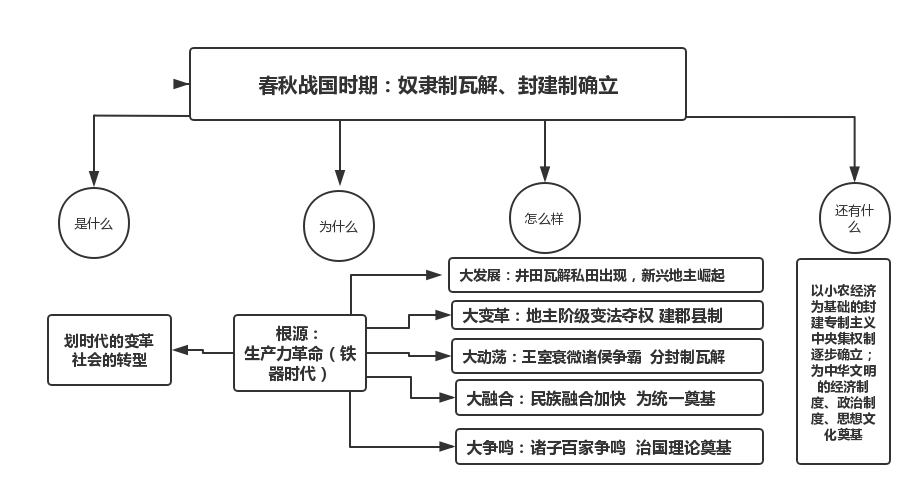 春秋战国时期：奴隶制瓦解、封建制确立
是什么
为什么
怎么样
还有什
么
划时代的变革
社会的转型
根源：
生产力革命（铁
器时代）
大发展：井田瓦解私田出现，新兴地主崛起
大变革：地主阶级变法夺权 建郡县制
大动荡：王室衰微诸侯争霸  分封制瓦解
大融合：民族融合加快  为统一奠基
大争鸣：诸子百家争鸣  治国理论奠基
以小农经济
为基础的封
建专制主义
中央集权制
逐步确立；
为中华文明
的经济制
度、政治制
度、思想文
化奠基